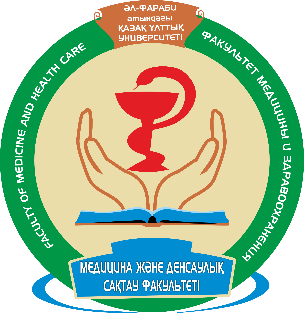 ӘЛ-ФАРАБИ
атындағы
ҚАЗАҚ ҰЛТТЫҚ
УНИВЕРСИТЕТІ
FACULTY OF MEDICINE AND HEALTH CARE
ФАКУЛЬТЕТ МЕДИЦИНЫ И ЗДРАВООХРАНЕНИЯ
МЕДИЦИНА ЖӘНЕ ДЕНСАУЛЫҚ
САҚТАУ ФАКУЛЬТЕТІ